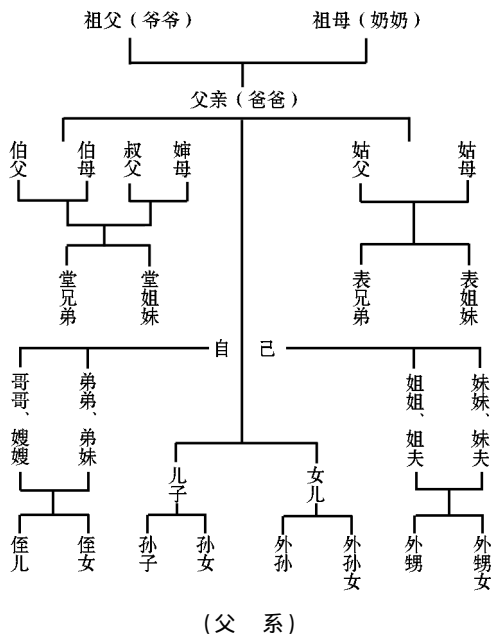 祖父(爷爷) 祖母(奶奶)
父亲(爸爸)
伯父 伯母 叔父 婶母 姑父 姑母
堂兄弟 堂姐妹 表兄弟 表姐妹
自 己
哥哥、嫂嫂 弟弟、弟妹 姐姐、姐夫 妹妹、妹夫
儿子 女儿
侄儿 侄女 孙子 孙女 外孙 外孙女 外甥 外甥女
(父 系)